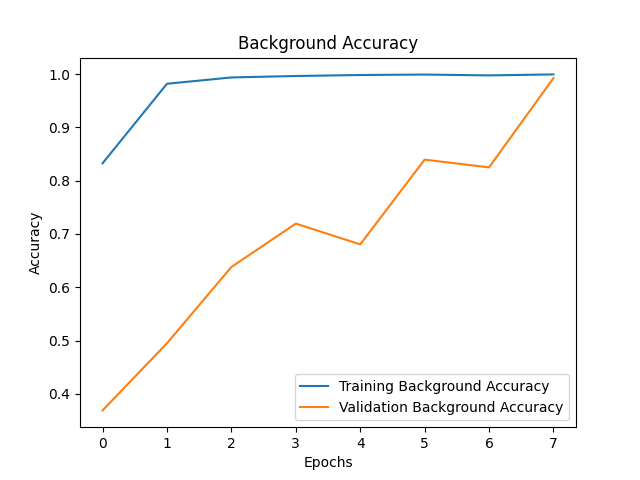 Background Accuracy
1.0
0.9
0.8
0.7
0.6
0.5
0.4
Accuracy
Training Background Accuracy
Validation Background Accuracy
0 1 2 3 4 5 6 7
Epochs